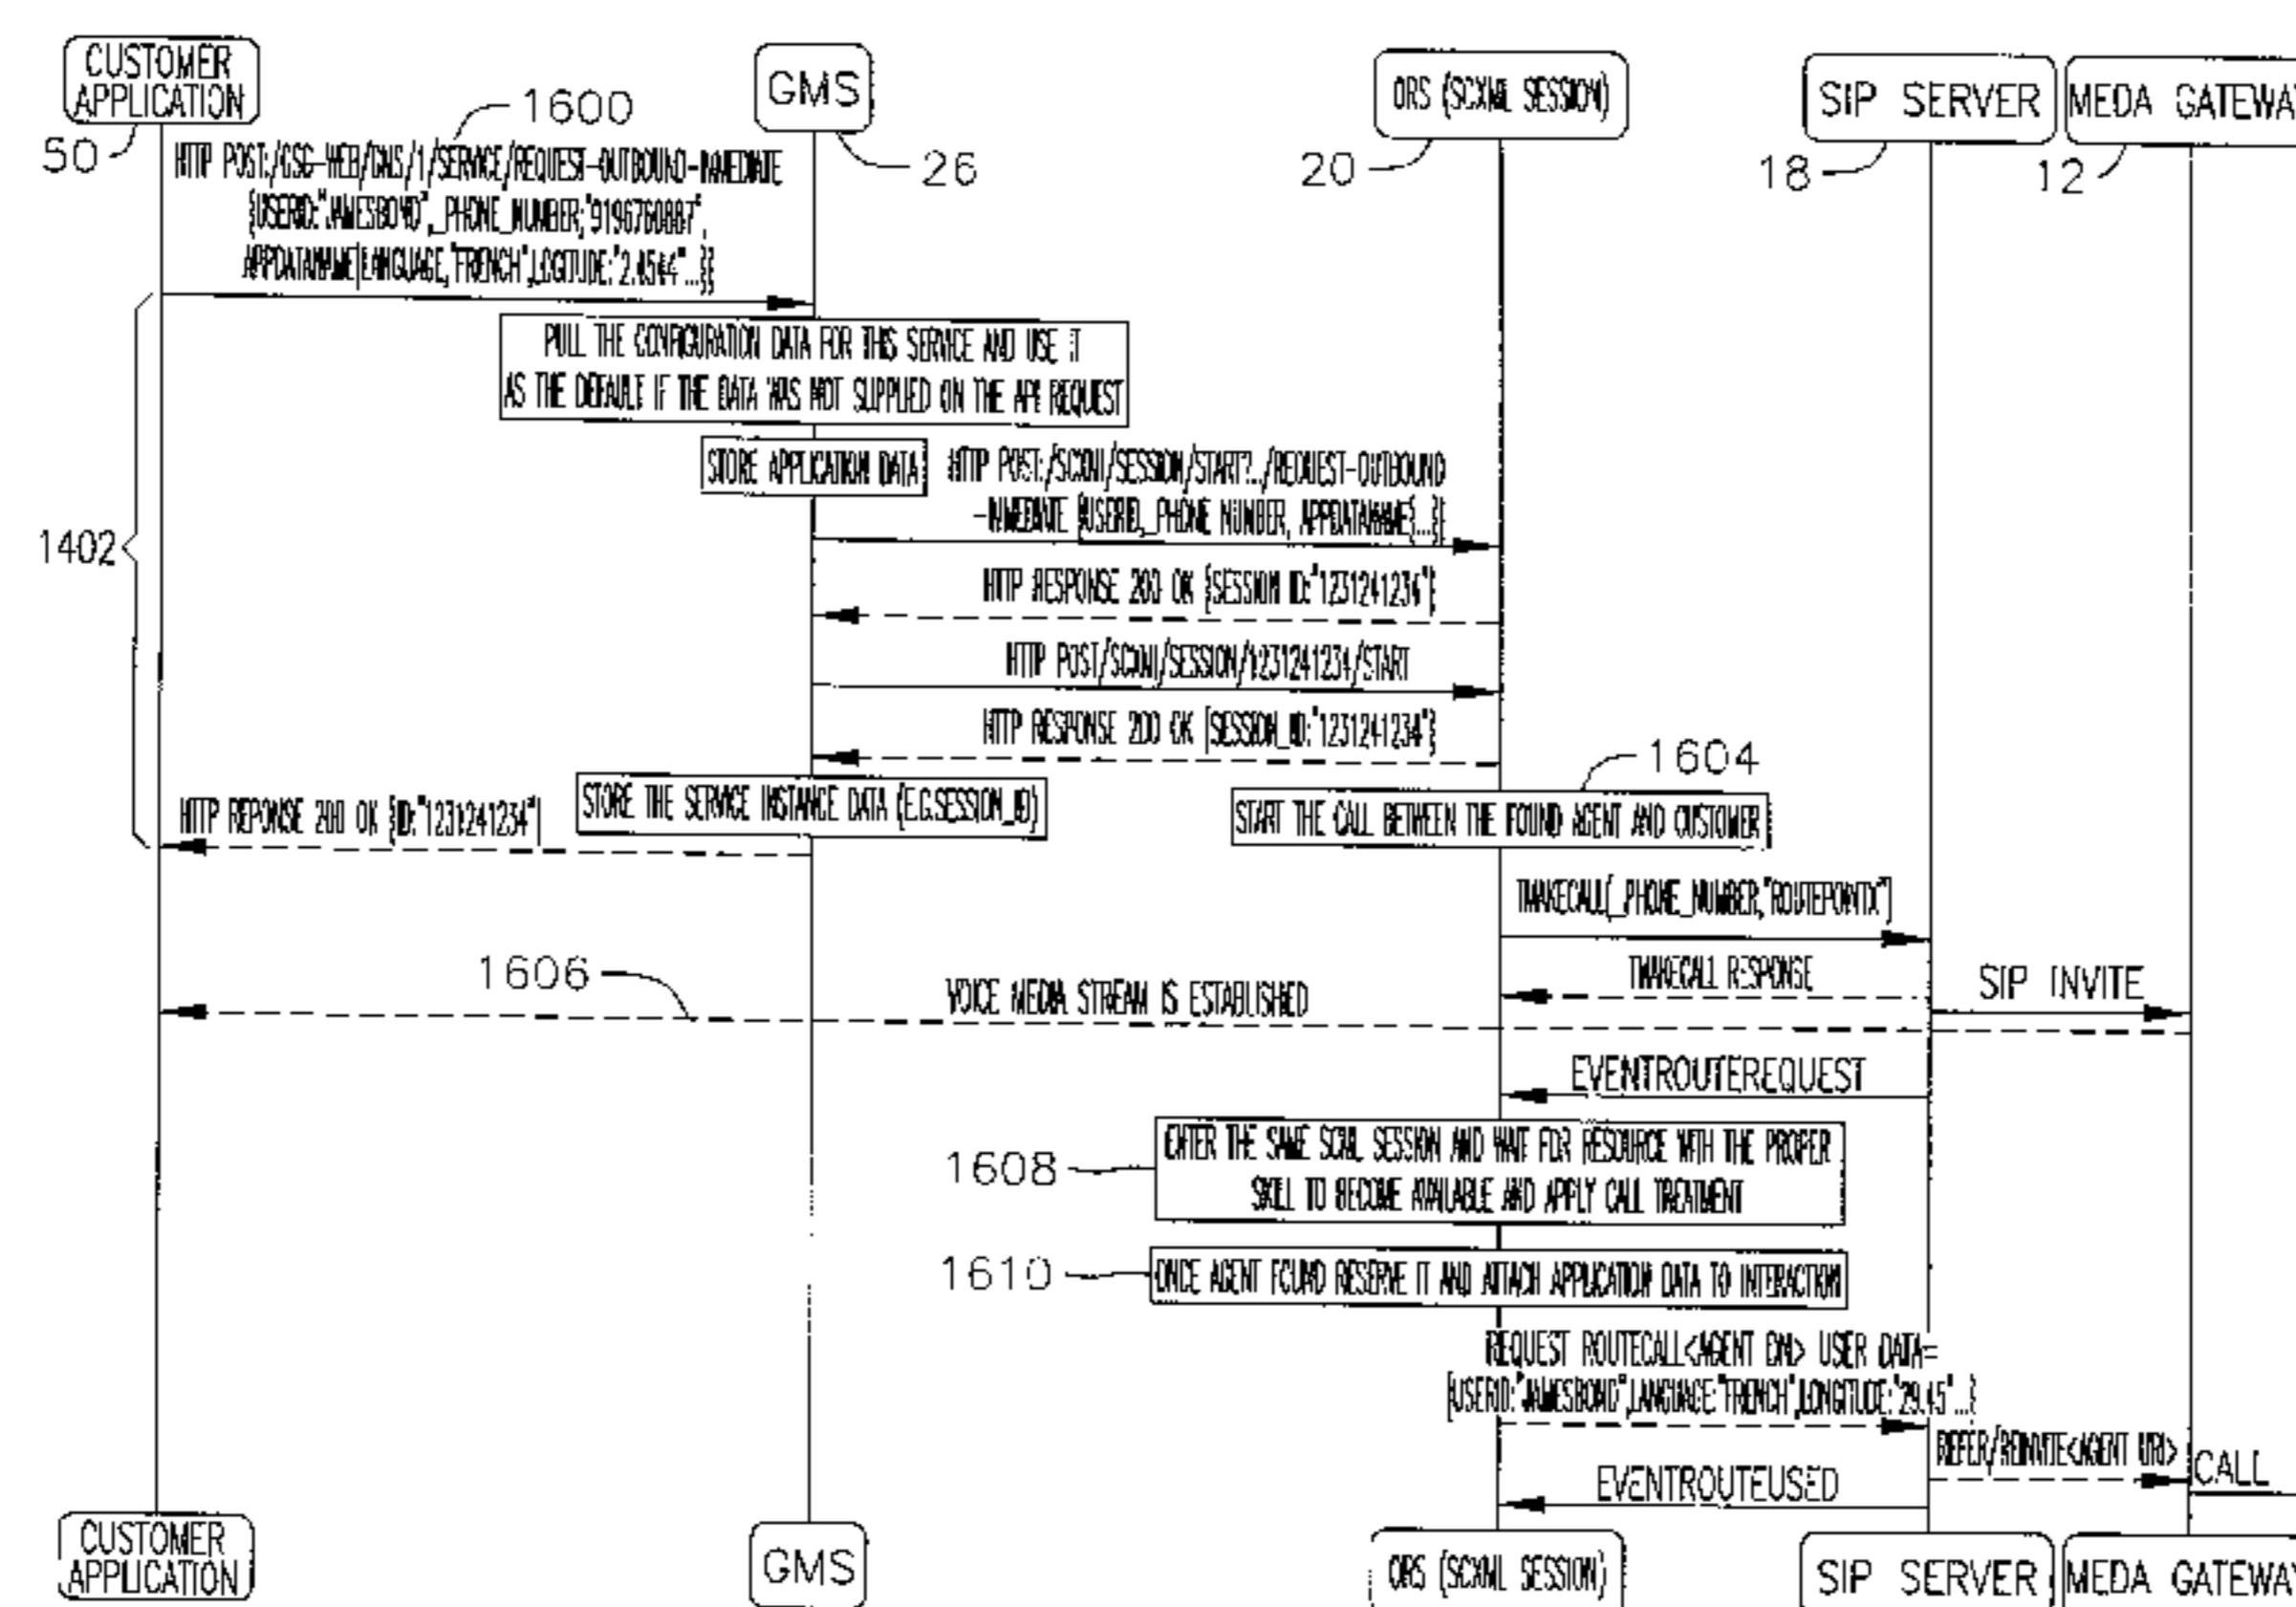 CUSTOMER
APPLICATION
50
GMS
26
ORS (SCXML SESSION)
20
SIP SERVER
18
MEDA GATEWAY
12
1600
HTTP POST:/GSG-WEB/GMS/1/SERVICE/REQUEST-OUTBOUND-IMMEDIATE
{USERID:"JAMESBOND",_PHONE_NUMBER;"9196760887",
APPDATANAME{LANGUAGE,"FRENCH",LOGITUDE:"2.4544"...}}
PULL THE CONFIGURATION DATA FOR THIS SERVICE AND USE IT
AS THE DEFAULT IF THE DATA WAS NOT SUPPLIED ON THE API REQUEST
STORE APPLICATION DATA
HTTP POST:/SCXML/SESSION/START?../REQUEST-OUTBOUND
-IMMEDIATE {USERID,_PHONE NUMBER, APPDATANAME{...}}
1402
HTTP RESPONSE 200 OK {SESSION ID:"1231241234"}
HTTP POST/SCXML/SESSION/1231241234/START
HTTP RESPONSE 200 OK {SESSION_ID:"1231241234"}
1604
STORE THE SERVICE INSTANCE DATA (E.G.SESSION_ID)
START THE CALL BETWEEN THE FOUND AGENT AND CUSTOMER
HTTP REPONSE 200 OK {ID:"1231241234"}
TMAKECALL(_PHONE_NUMBER,"ROUTEPOINTX")
1606
VOICE MEDIA STREAM IS ESTABLISHED
TMAKECALL RESPONSE
SIP INVITE
EVENTROUTEREQUEST
1608
ENTER THE SAME SCXML SESSION AND WAIT FOR RESOURCE WITH THE PROPER
SKILL TO BECOME AVAILABLE AND APPLY CALL TREATMENT
1610
ONCE AGENT FOUND RESERVE IT AND ATTACH APPLICATION DATA TO INTERACTION
REQUEST ROUTECALL<AGENT DN> USER DATA=
{USERID:"JAMESBOND",LANGUAGE:"FRENCH",LONGITUDE:"29.45"...}
REFER/REINVITE<AGENT URI>
CALL
EVENTROUTEUSED
CUSTOMER
APPLICATION
GMS
ORS (SCXML SESSION)
SIP SERVER
MEDA GATEWAY